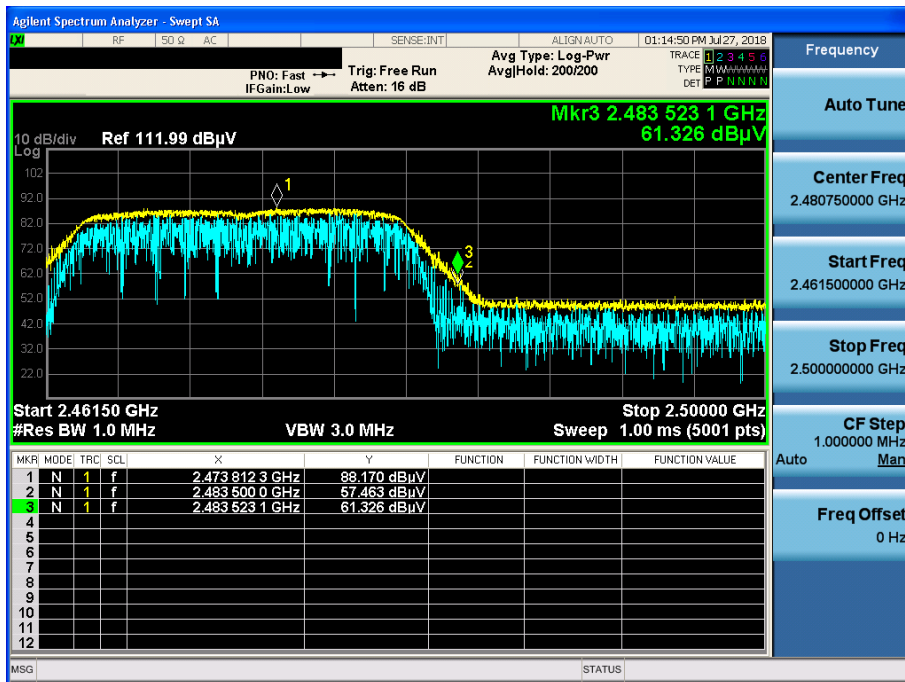 Agilent Spectrum Analyzer - Swept SA
LXI RF 50 Ω AC SENSE:INT ALIGN AUTO 01:14:50 PM Jul 27, 2018
PNO: Fast Trig: Free Run Avg Type: Log-Pwr TRACE 1 2 3 4 5 6
IFGain:Low Atten: 16 dB Avg|Hold: 200/200 TYPE M W W W W W
DET P P N N N N
Mkr3 2.483 523 1 GHz
61.326 dBµV
10 dB/div Ref 111.99 dBµV
Log
102
92.0
82.0
72.0
62.0
52.0
42.0
32.0
22.0
1
3
2
Start 2.46150 GHz Stop 2.50000 GHz
#Res BW 1.0 MHz VBW 3.0 MHz Sweep 1.00 ms (5001 pts)
MKR MODE TRC SCL X Y FUNCTION FUNCTION WIDTH FUNCTION VALUE
1 N 1 f 2.473 812 3 GHz 88.170 dBµV
2 N 1 f 2.483 500 0 GHz 57.463 dBµV
3 N 1 f 2.483 523 1 GHz 61.326 dBµV
4
5
6
7
8
9
10
11
12
MSG STATUS
Frequency
Auto Tune
Center Freq
2.480750000 GHz
Start Freq
2.461500000 GHz
Stop Freq
2.500000000 GHz
CF Step
1.000000 MHz
Auto Man
Freq Offset
0 Hz